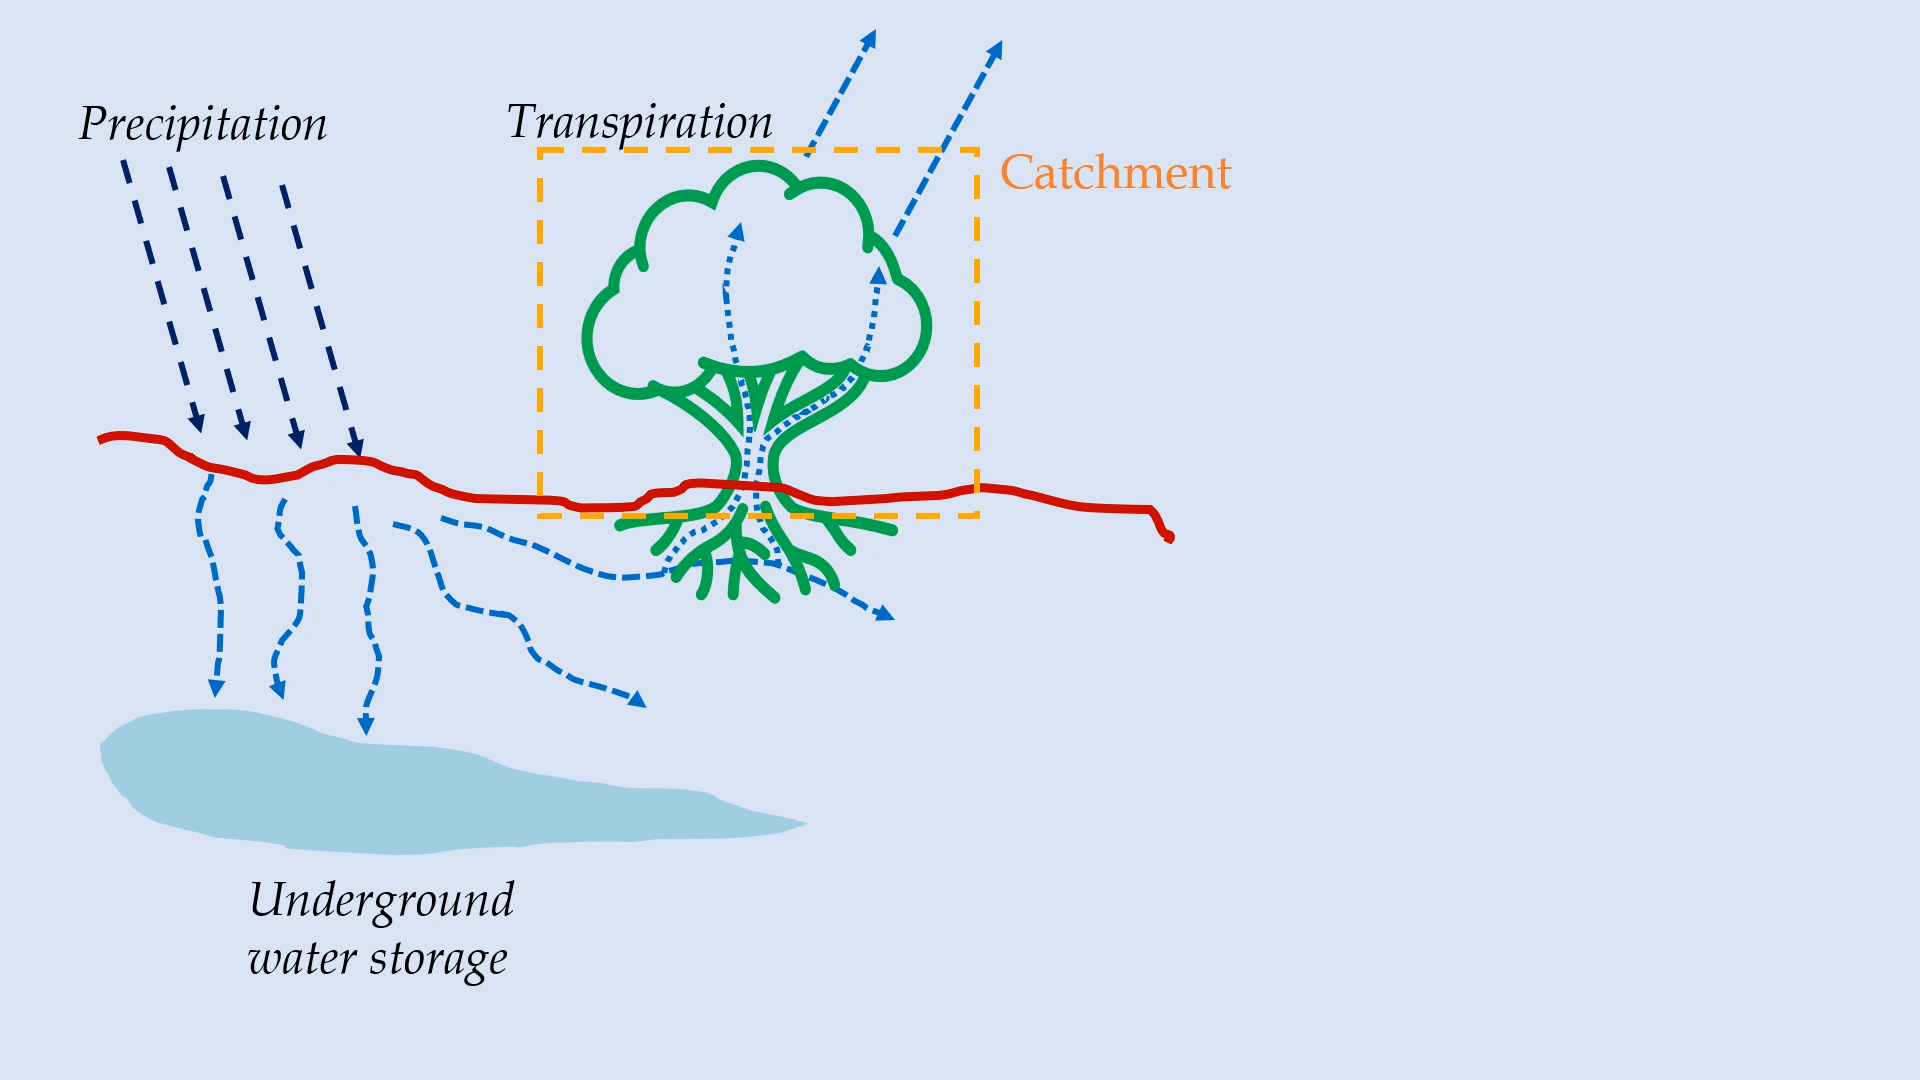 Precipitation
Transpiration
Catchment
Underground
water storage